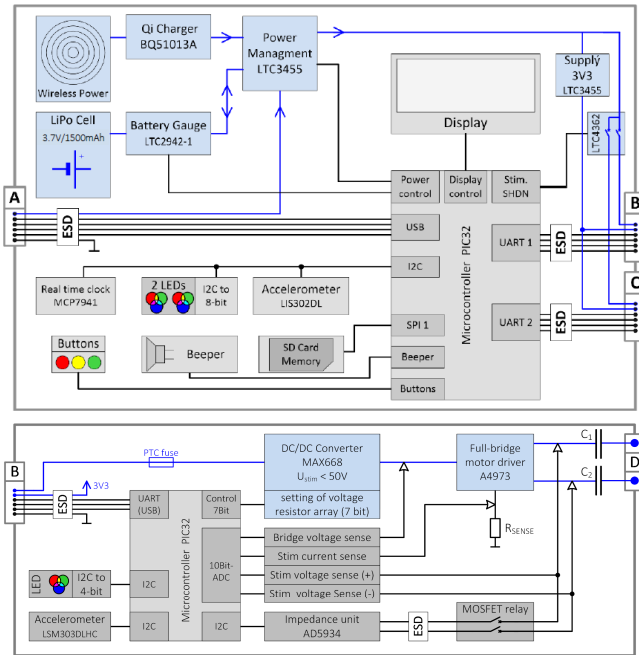 Wireless Power
Qi Charger
BQ51013A
Power
Managment
LTC3455
Supply
3V3
LTC3455
LiPo Cell
3.7V/1500mAh
Battery Gauge
LTC2942-1
Display
LTC4362
Power
control
Display
control
Stim.
SHDN
A
ESD
USB
UART 1
ESD
B
Microcontroller PIC32
I2C
C
Real time clock
MCP7941
2 LEDs
I2C to
8-bit
Accelerometer
LIS302DL
SPI 1
UART 2
ESD
Buttons
Beeper
SD Card
Memory
Beeper
Buttons
B
PTC fuse
DC/DC Converter
MAX668
Ustim < 50V
setting of voltage
resistor array (7 bit)
Full-bridge
motor driver
A4973
C1
C2
D
3V3
ESD
UART
(USB)
Microcontroller PIC32
Control
7Bit
RSENSE
10Bit-
ADC
Bridge voltage sense
Stim current sense
Stim voltage sense (+)
Stim voltage Sense (-)
LED
I2C to
4-bit
I2C
Accelerometer
LSM303DLHC
I2C
I2C
Impedance unit
AD5934
ESD
MOSFET relay